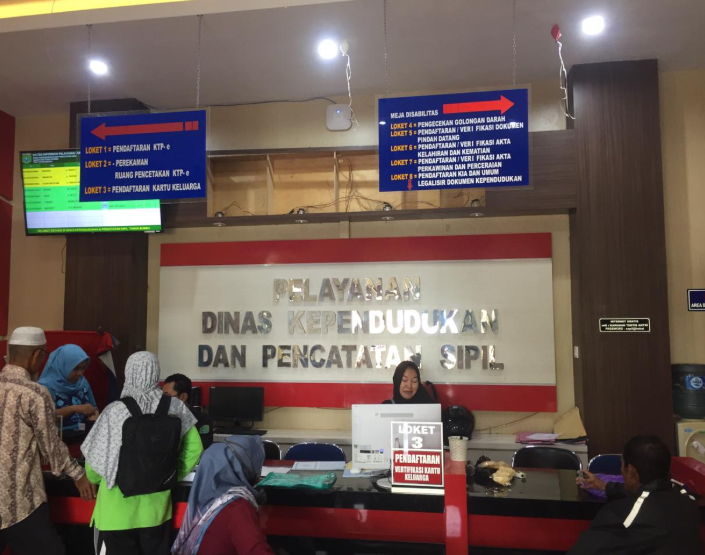 LOKET 1 = PENDAFTARAN KTP-e
LOKET 2 = - PEREKAMAN
RUANG PENCETAKAN KTP-e
LOKET 3 = PENDAFTARAN KARTU KELUARGA
MEJA DISABILITAS
LOKET 4 = PENGECEKAN GOLONGAN DARAH
LOKET 5 = PENDAFTARAN / VERI FIKASI DOKUMEN
PINDAH DATANG
LOKET 6 = PENDAFTARAN / VERI FIKASI AKTA
KELAHIRAN DAN KEMATIAN
LOKET 7 = PENDAFTARAN / VERI FIKASI AKTA
PERKAWINAN DAN PERCERAIAN
LOKET 8 = PENDAFTARAN KIA DAN UMUM
LEGALISIR DOKUMEN KEPENDUDUKAN
PELAYANAN
DINAS KEPENDUDUKAN
DAN PENCATATAN SIPIL
INTERNET GRATIS
AREA
LOKET
3
PENDAFTARAN
VERTIFIKASI KARTU
KELUARGA